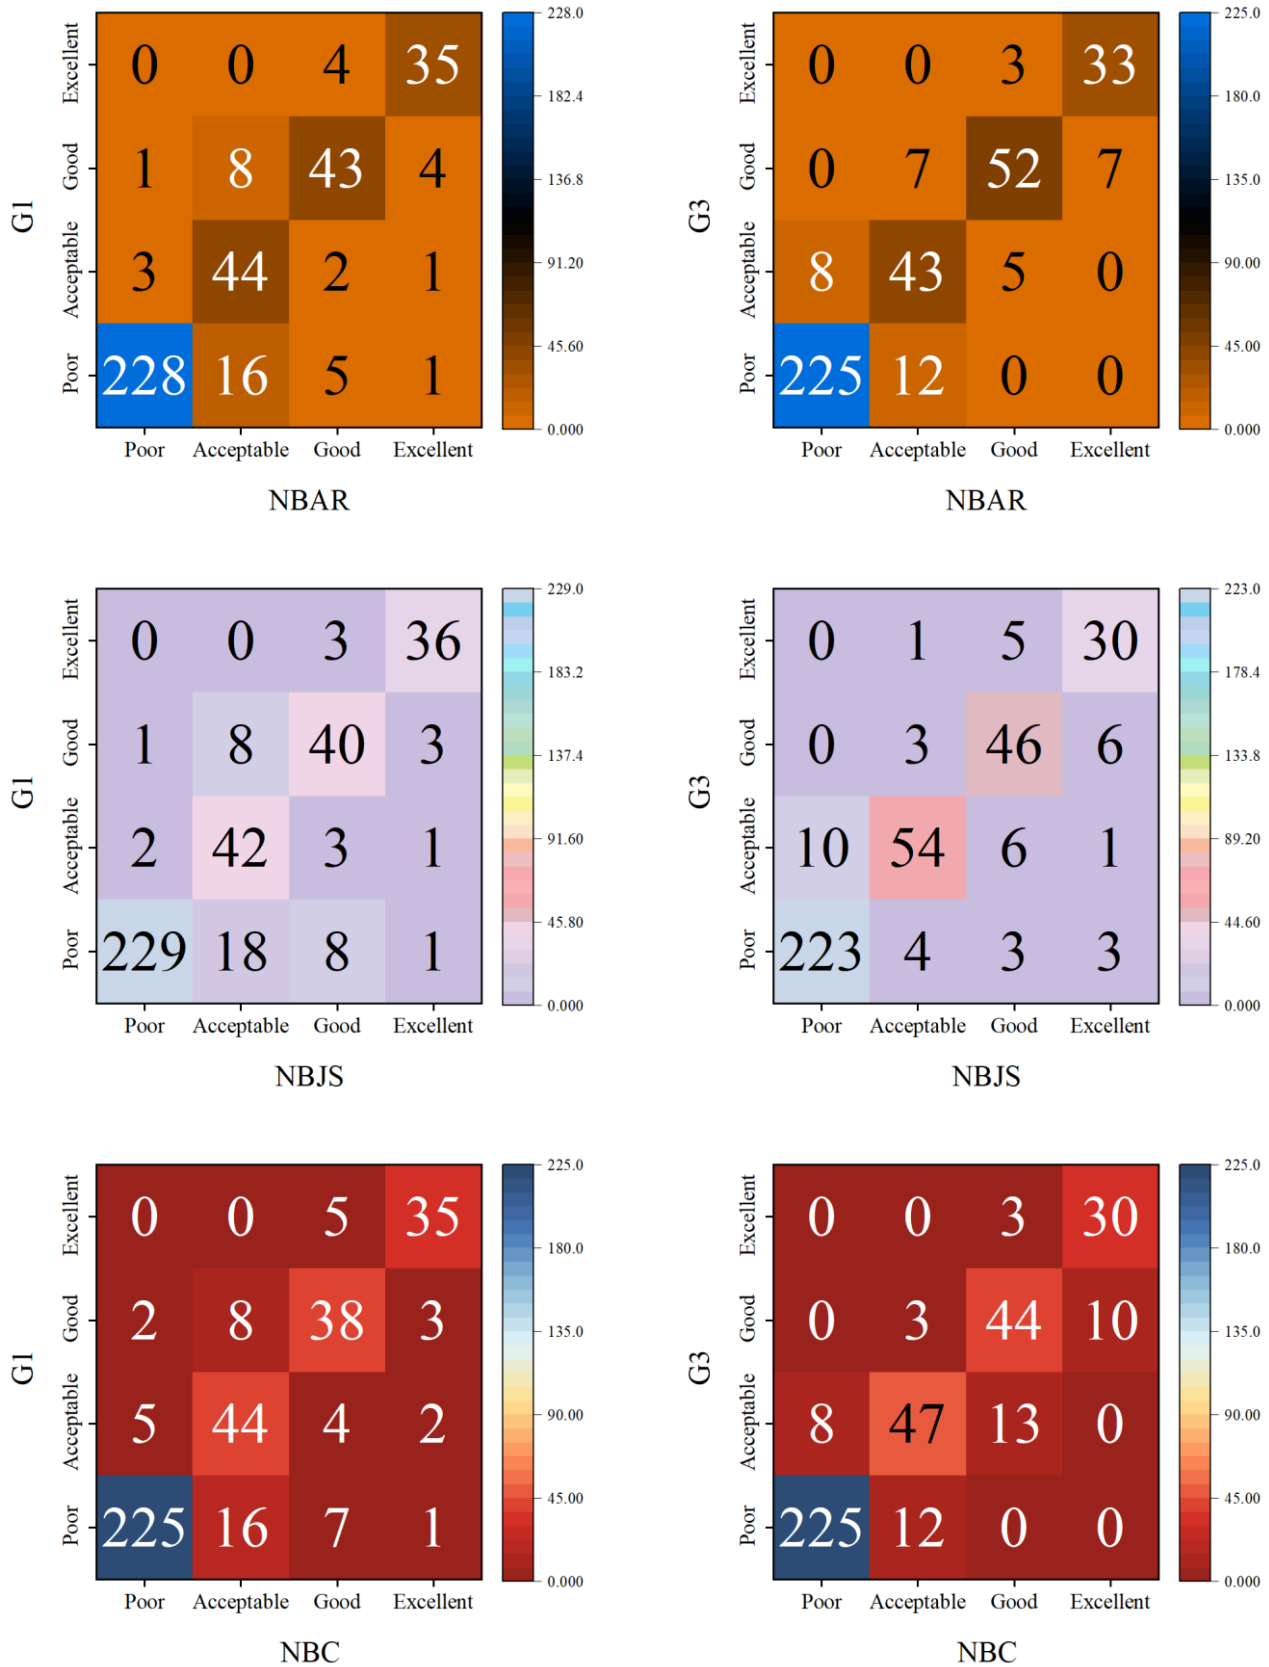 G1
Excellent 0 0 4 35
Good 1 8 43 4
Acceptable 3 44 2 1
Poor 228 16 5 1
Poor Acceptable Good Excellent
NBAR
228.0
182.4
136.8
91.20
45.60
0.000
G3
Excellent 0 0 3 33
Good 0 7 52 7
Acceptable 8 43 5 0
Poor 225 12 0 0
Poor Acceptable Good Excellent
NBAR
225.0
180.0
135.0
90.00
45.00
0.000
G1
Excellent 0 0 3 36
Good 1 8 40 3
Acceptable 2 42 3 1
Poor 229 18 8 1
Poor Acceptable Good Excellent
NBJS
229.0
183.2
137.4
91.60
45.80
0.000
G3
Excellent 0 1 5 30
Good 0 3 46 6
Acceptable 10 54 6 1
Poor 223 4 3 3
Poor Acceptable Good Excellent
NBJS
223.0
178.4
133.8
89.20
44.60
0.000
G1
Excellent 0 0 5 35
Good 2 8 38 3
Acceptable 5 44 4 2
Poor 225 16 7 1
Poor Acceptable Good Excellent
NBC
225.0
180.0
135.0
90.00
45.00
0.000
G3
Excellent 0 0 3 30
Good 0 3 44 10
Acceptable 8 47 13 0
Poor 225 12 0 0
Poor Acceptable Good Excellent
NBC
225.0
180.0
135.0
90.00
45.00
0.000